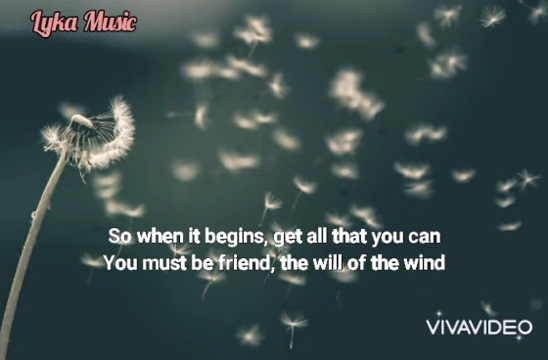 Lyka Music
So when it begins, get all that you can
You must be friend, the will of the wind
VIVAVIDEO